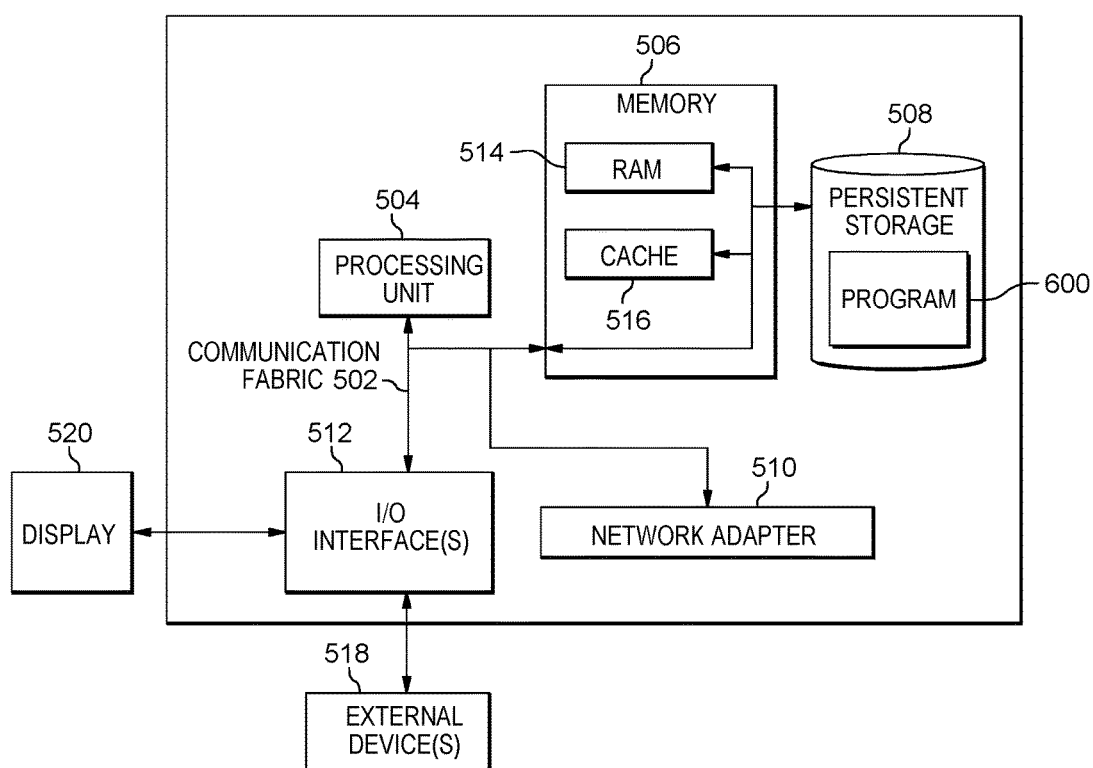 506
MEMORY
508
514
RAM
PERSISTENT
STORAGE
504
PROCESSING
UNIT
CACHE
516
PROGRAM
600
COMMUNICATION
FABRIC 502
520
512
510
DISPLAY
I/O
INTERFACE(S)
NETWORK ADAPTER
518
EXTERNAL
DEVICE(S)